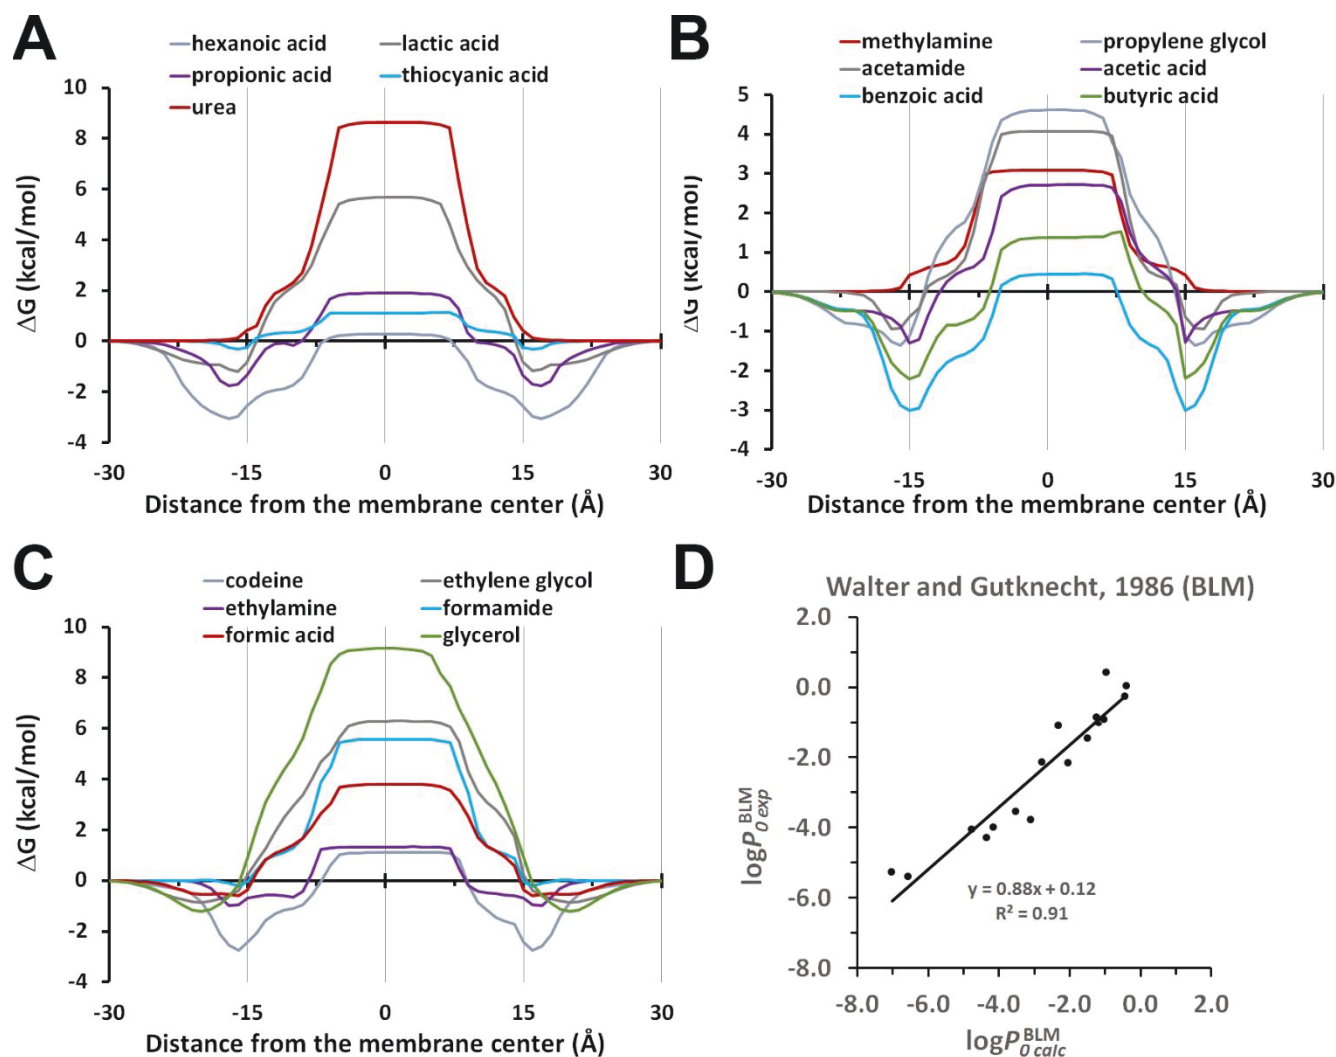 A
hexanoic acid
lactic acid
propionic acid
thiocyanic acid
urea
10
8
6
4
2
0
-2
-4
ΔG (kcal/mol)
-30
-15
0
15
30
Distance from the membrane center (Å)
B
methylamine
propylene glycol
acetamide
acetic acid
benzoic acid
butyric acid
5
4
3
2
1
0
-1
-2
-3
-4
ΔG (kcal/mol)
-30
-15
0
15
30
Distance from the membrane center (Å)
C
codeine
ethylene glycol
ethylamine
formamide
formic acid
glycerol
10
8
6
4
2
0
-2
-4
ΔG (kcal/mol)
-30
-15
0
15
30
Distance from the membrane center (Å)
D
Walter and Gutknecht, 1986 (BLM)
2.0
0.0
-2.0
-4.0
-6.0
-8.0
logP₀ exp^BLM
y = 0.88x + 0.12
R² = 0.91
-8.0
-6.0
-4.0
-2.0
0.0
2.0
logP₀ calc^BLM